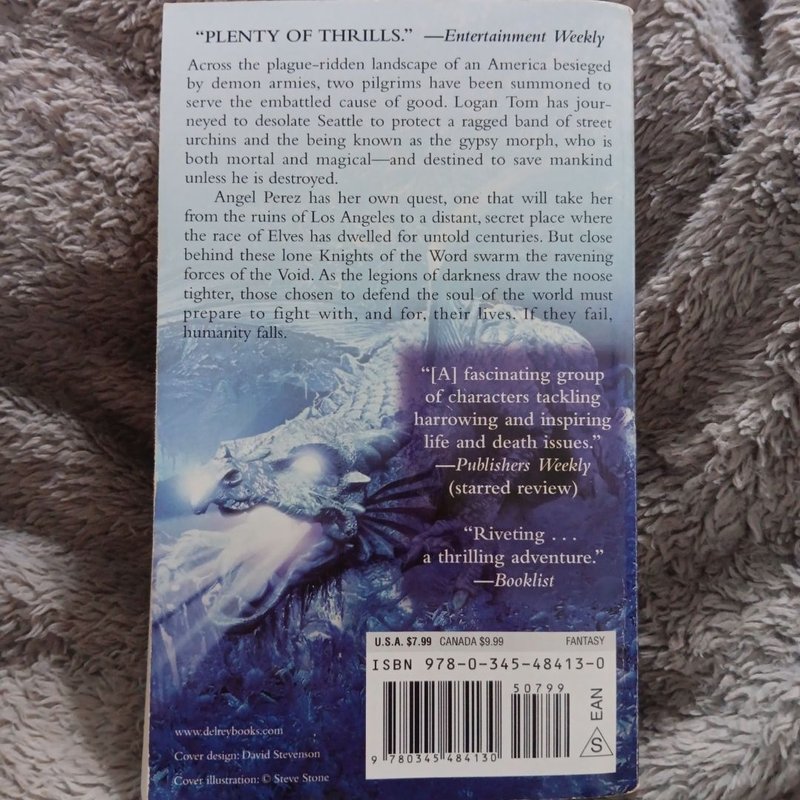 “PLENTY OF THRILLS.” —Entertainment Weekly
Across the plague-ridden landscape of an America besieged
by demon armies, two pilgrims have been summoned to
serve the embattled cause of good. Logan Tom has jour-
neyed to desolate Seattle to protect a ragged band of street
urchins and the being known as the gypsy morph, who is
both mortal and magical—and destined to save mankind
unless he is destroyed.
Angel Perez has her own quest, one that will take her
from the ruins of Los Angeles to a distant, secret place where
the race of Elves has dwelled for untold centuries. But close
behind these lone Knights of the Word swarm the ravening
forces of the Void. As the legions of darkness draw the noose
tighter, those chosen to defend the soul of the world must
prepare to fight with, and for, their lives. If they fail,
humanity falls.
“[A] fascinating group
of characters tackling
harrowing and inspiring
life and death issues.”
—Publishers Weekly
(starred review)
“Riveting . . .
a thrilling adventure.”
—Booklist
U.S.A. $7.99 CANADA $9.99 FANTASY
ISBN 978-0-345-48413-0
50799
EAN
S
9 780345 484130
www.delreybooks.com
Cover design: David Stevenson
Cover illustration: © Steve Stone